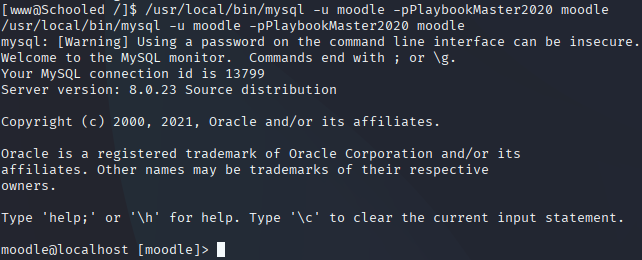 [www@Schooled /]$ /usr/local/bin/mysql -u moodle -pPlaybookMaster2020 moodle
/usr/local/bin/mysql -u moodle -pPlaybookMaster2020 moodle
mysql: [Warning] Using a password on the command line interface can be insecure.
Welcome to the MySQL monitor.  Commands end with ; or \g.
Your MySQL connection id is 13799
Server version: 8.0.23 Source distribution

Copyright (c) 2000, 2021, Oracle and/or its affiliates.

Oracle is a registered trademark of Oracle Corporation and/or its
affiliates. Other names may be trademarks of their respective
owners.

Type 'help;' or '\h' for help. Type '\c' to clear the current input statement.

moodle@localhost [moodle]>